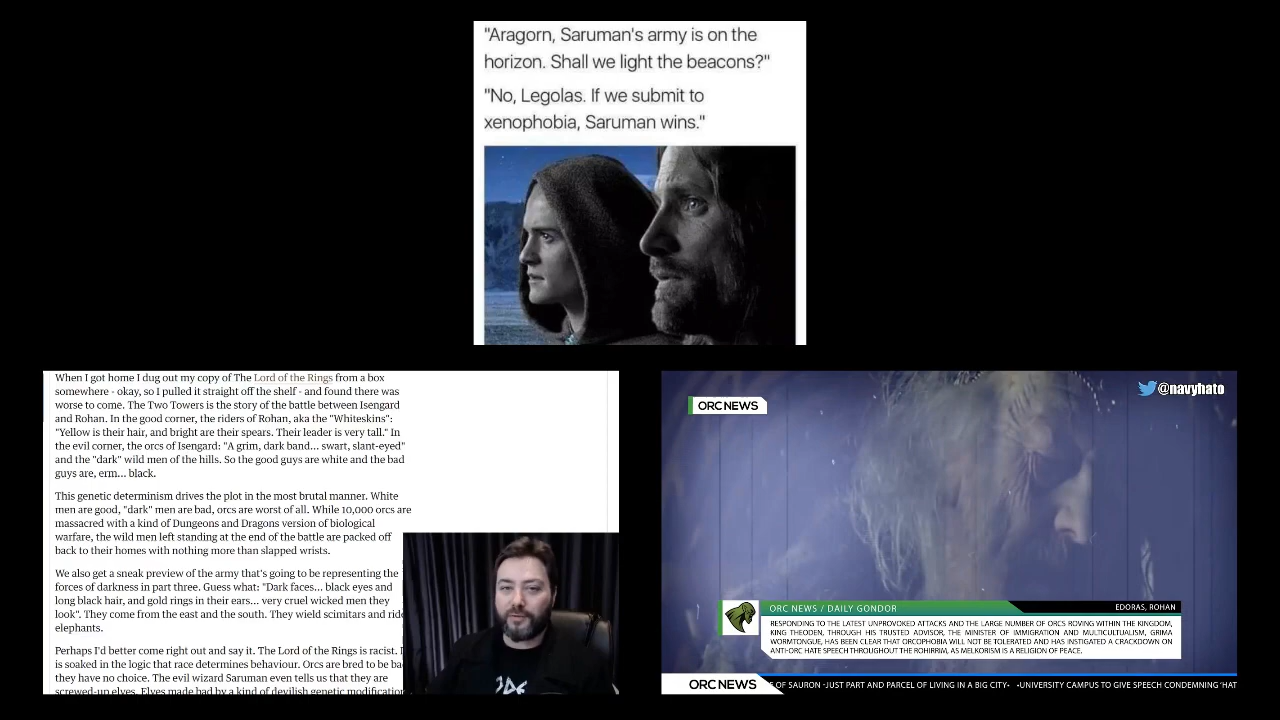 "Aragorn, Saruman's army is on the
horizon. Shall we light the beacons?"
"No, Legolas. If we submit to
xenophobia, Saruman wins."
When I got home I dug out my copy of The Lord of the Rings from a box
somewhere - okay, so I pulled it straight off the shelf - and found there was
worse to come. The Two Towers is the story of the battle between Isengard
and Rohan. In the good corner, the riders of Rohan, aka the "Whiteskins":
"Yellow is their hair, and bright are their spears. Their leader is very tall." In
the evil corner, the orcs of Isengard: "A grim, dark band... swart, slant-eyed"
and the "dark" wild men of the hills. So the good guys are white and the bad
guys are, erm... black.
This genetic determinism drives the plot in the most brutal manner. White
men are good, "dark" men are bad, orcs are worst of all. While 10,000 orcs are
massacred with a kind of Dungeons and Dragons version of biological
warfare, the wild men left standing at the end of the battle are packed off
back to their homes with nothing more than slapped wrists.
We also get a sneak preview of the army that's going to be representing the
forces of darkness in part three. Guess what: "Dark faces... black eyes and
long black hair, and gold rings in their ears... very cruel wicked men they
look". They come from the east and the south. They wield scimitars and ride
elephants.
Perhaps I'd better come right out and say it. The Lord of the Rings is racist.
is soaked in the logic that race determines behaviour. Orcs are bred to be
they have no choice. The evil wizard Saruman even tells us that they are
screwed-up elves. Elves made bad by a kind of devilish genetic modification
@navyhato
ORC NEWS
ORC NEWS / DAILY GONDOR
EDORAS, ROHAN
RESPONDING TO THE LATEST UNPROVOKED ATTACKS AND THE LARGE NUMBER OF ORCS ROVING WITHIN THE KINGDOM,
KING THEODEN, THROUGH HIS TRUSTED ADVISOR, THE MINISTER OF IMMIGRATION AND MULTICULTUALISM, GRIMA
WORMTONGUE, HAS BEEN CLEAR THAT ORCIPHOBIA WILL NOT BE TOLERATED AND HAS INSTIGATED A CRACKDOWN ON
ANTI-ORC HATE SPEECH THROUGHOUT THE ROHIRRIM, AS MELKORISM IS A RELIGION OF PEACE.
ORC NEWS OF SAURON -JUST PART AND PARCEL OF LIVING IN A BIG CITY• •UNIVERSITY CAMPUS TO GIVE SPEECH CONDEMNING 'HAT